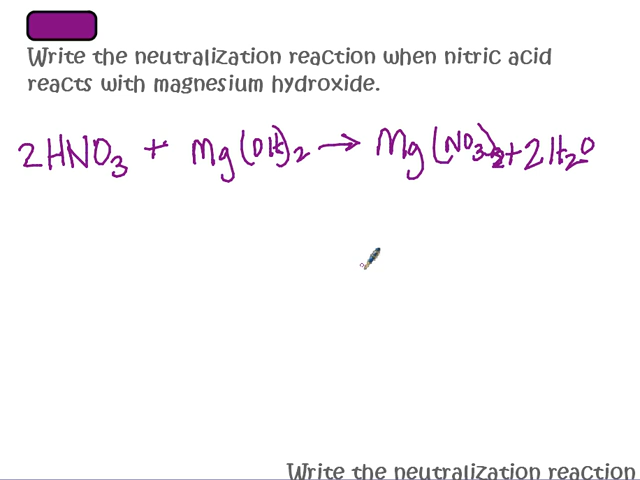 Write the neutralization reaction when nitric acid
reacts with magnesium hydroxide.
2HNO₃ + Mg(OH)₂ → Mg(NO₃)₂ + 2H₂O
Write the neutralization reaction